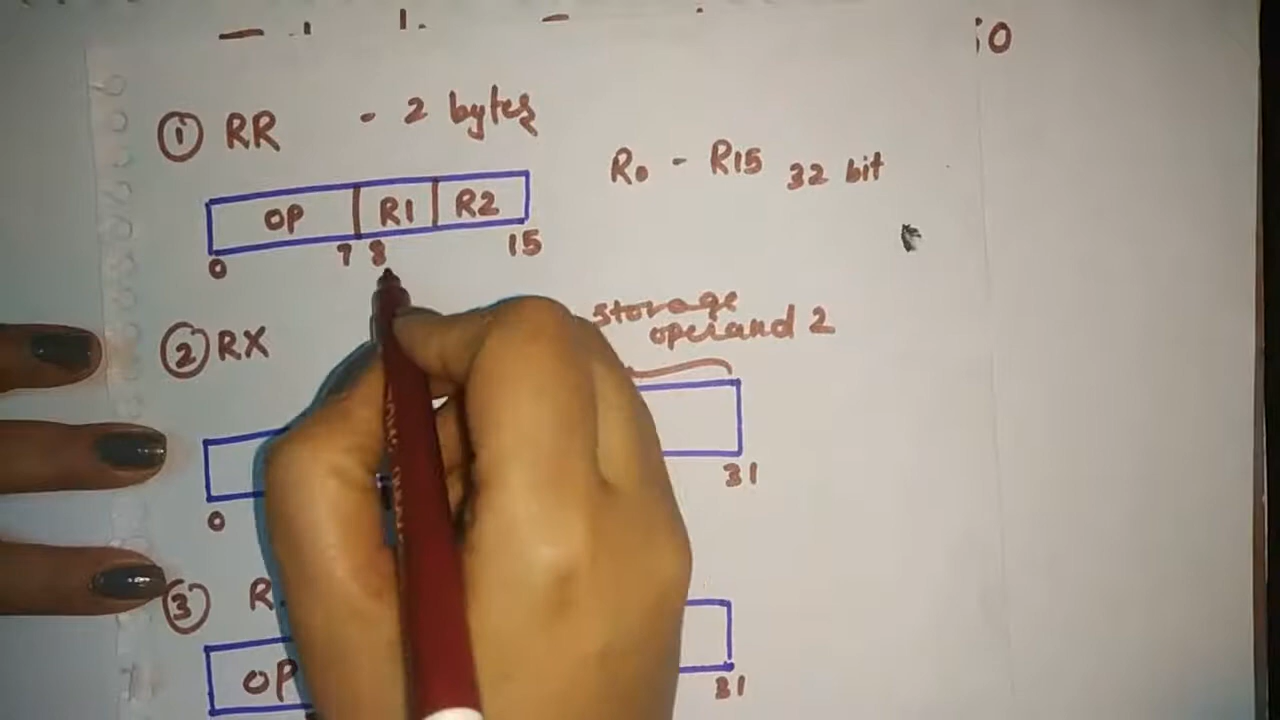 ;0
① RR - 2 bytes
R0 - R15 32 bit
OP R1 R2
0 7 8 15
② RX
storage
operand 2
0 31
③ R
OP
31